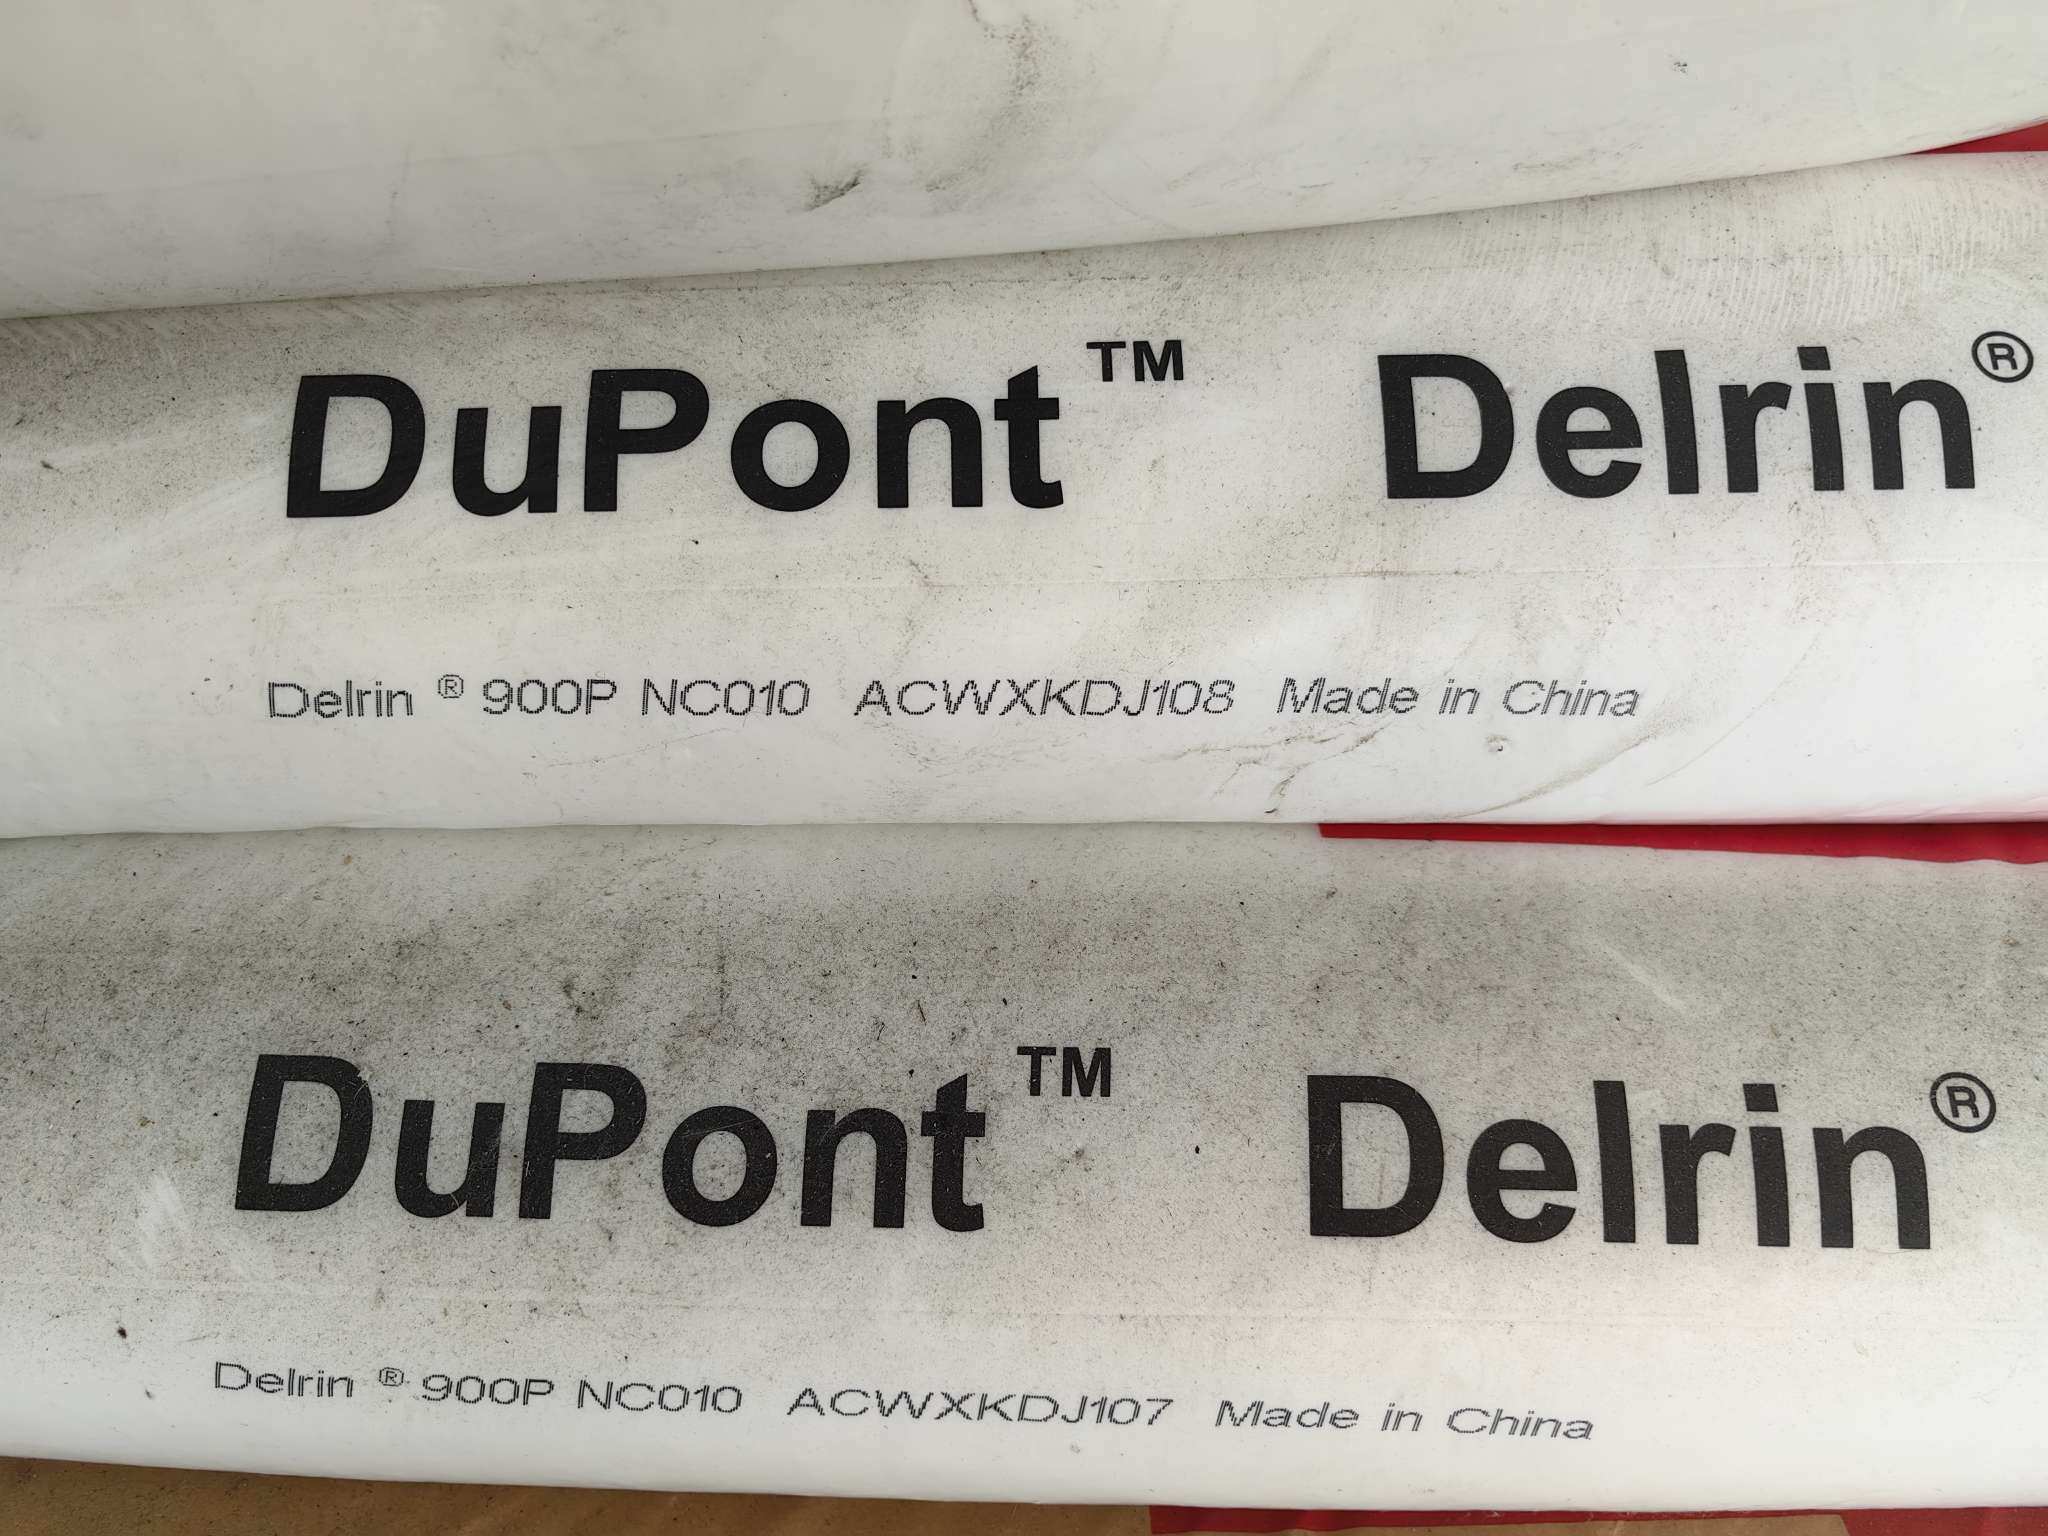 DuPont™ Delrin®
Delrin ® 900P NC010 ACWXKDJ108 Made in China
DuPont™ Delrin®
Delrin ® 900P NC010 ACWXKDJ107 Made in China